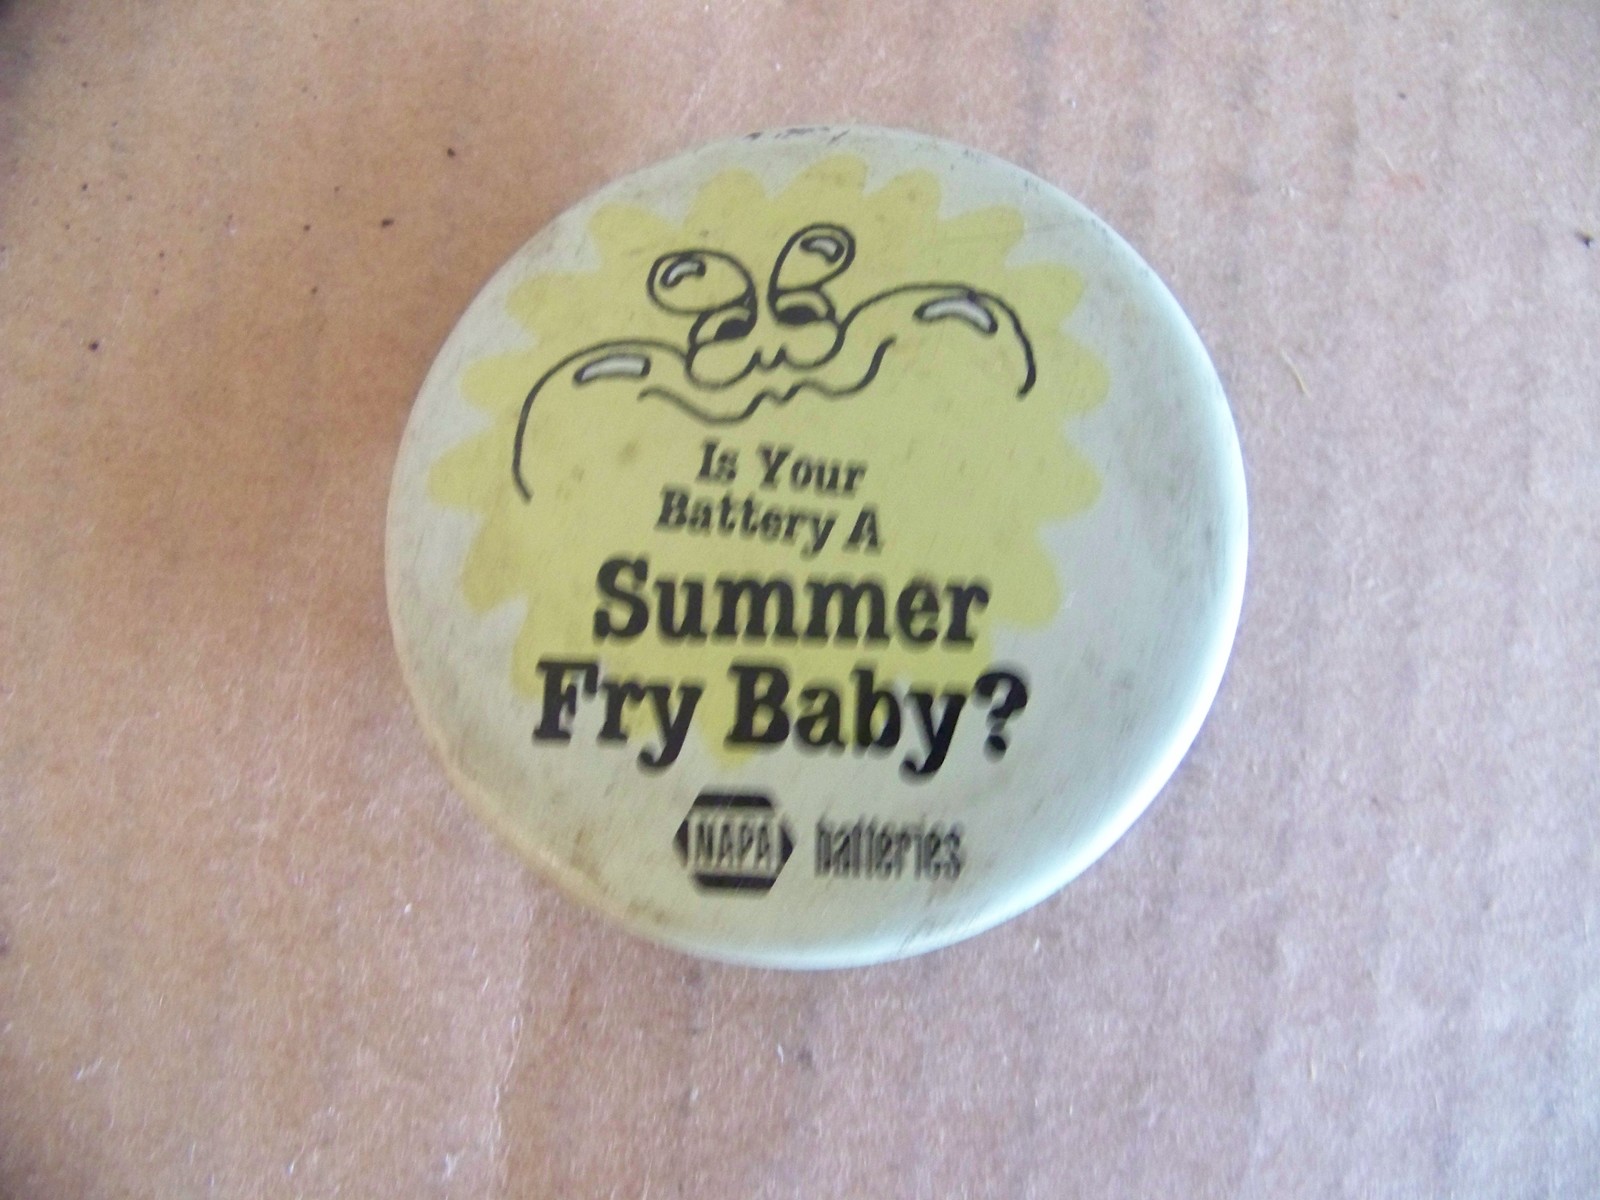 Is Your
Battery A
Summer
Fry Baby?
NAPA batteries